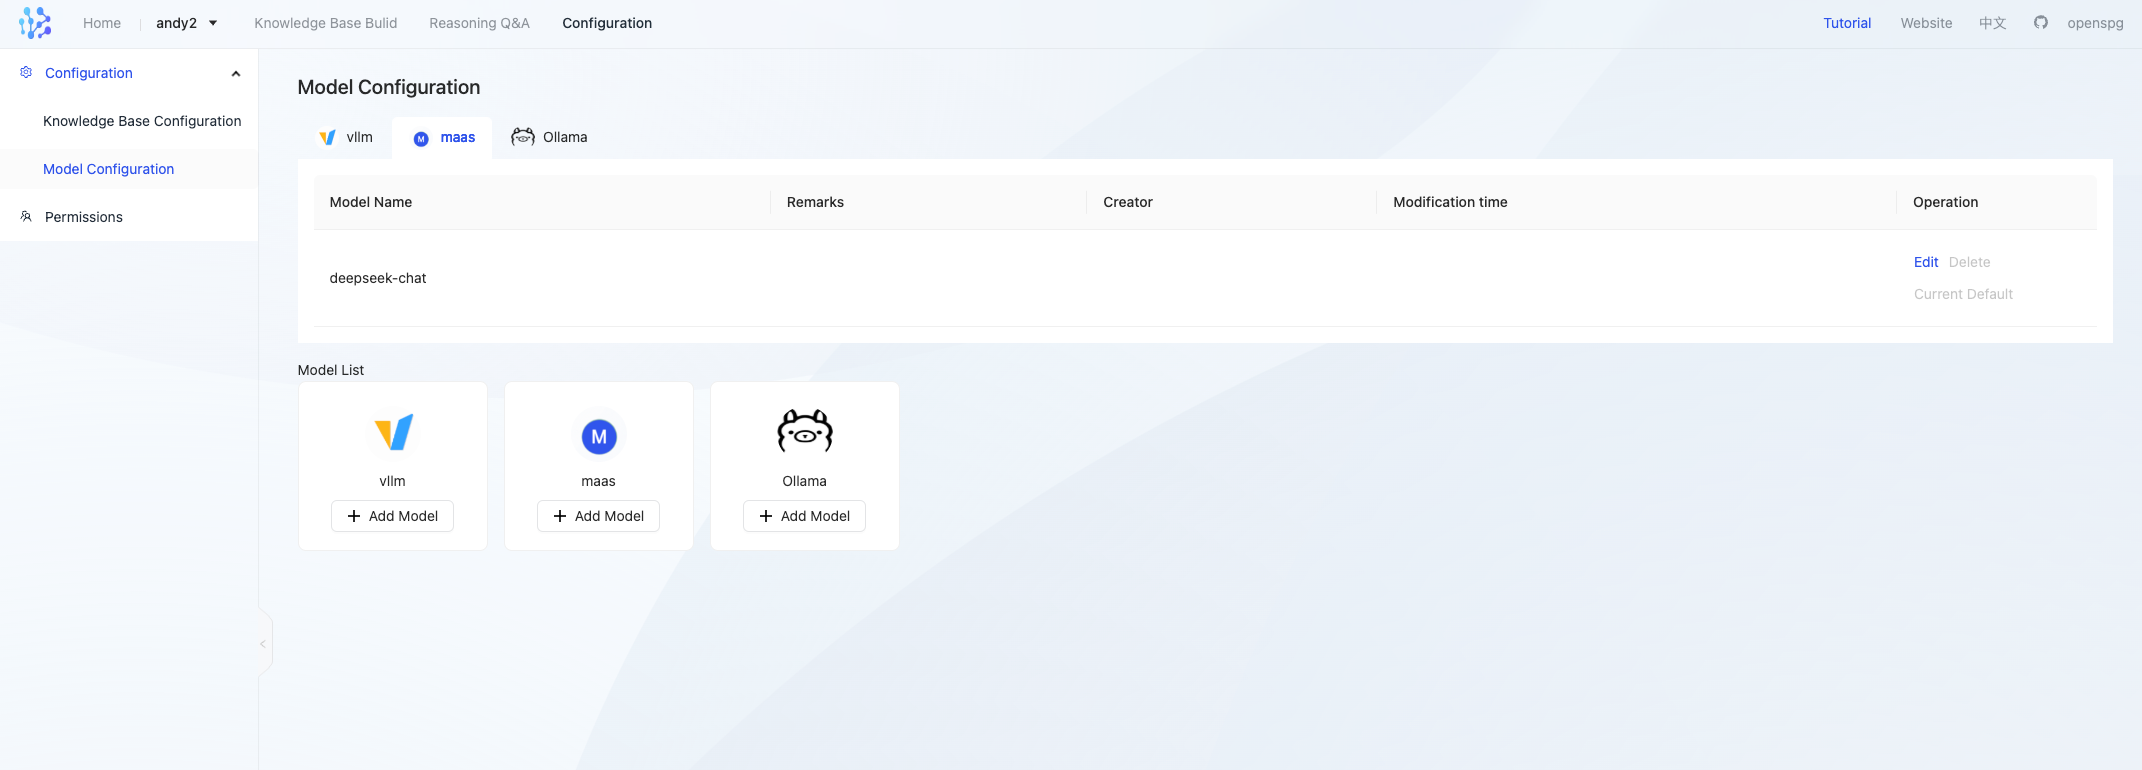 Home andy2 Knowledge Base Bulid Reasoning Q&A Configuration Tutorial Website 中文 openspg
Configuration
Knowledge Base Configuration
Model Configuration
Permissions
Model Configuration
vllm M maas Ollama
Model Name Remarks Creator Modification time Operation
deepseek-chat
Edit Delete
Current Default
Model List
M
vllm maas Ollama
Add Model Add Model Add Model